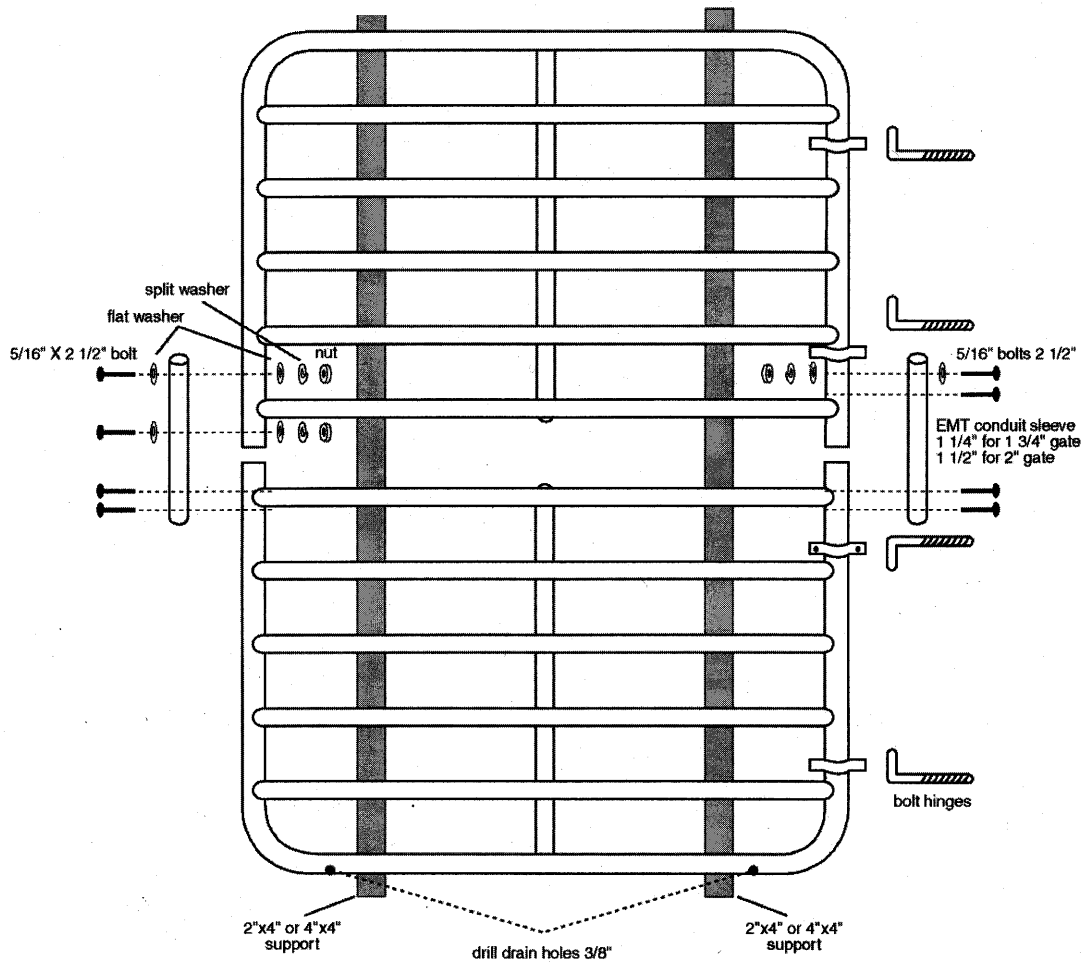 split washer
flat washer
5/16" X 2 1/2" bolt
nut
5/16" bolts 2 1/2"
EMT conduit sleeve
1 1/4" for 1 3/4" gate
1 1/2" for 2" gate
bolt hinges
2"x4" or 4"x4"
support
2"x4" or 4"x4"
support
drill drain holes 3/8"